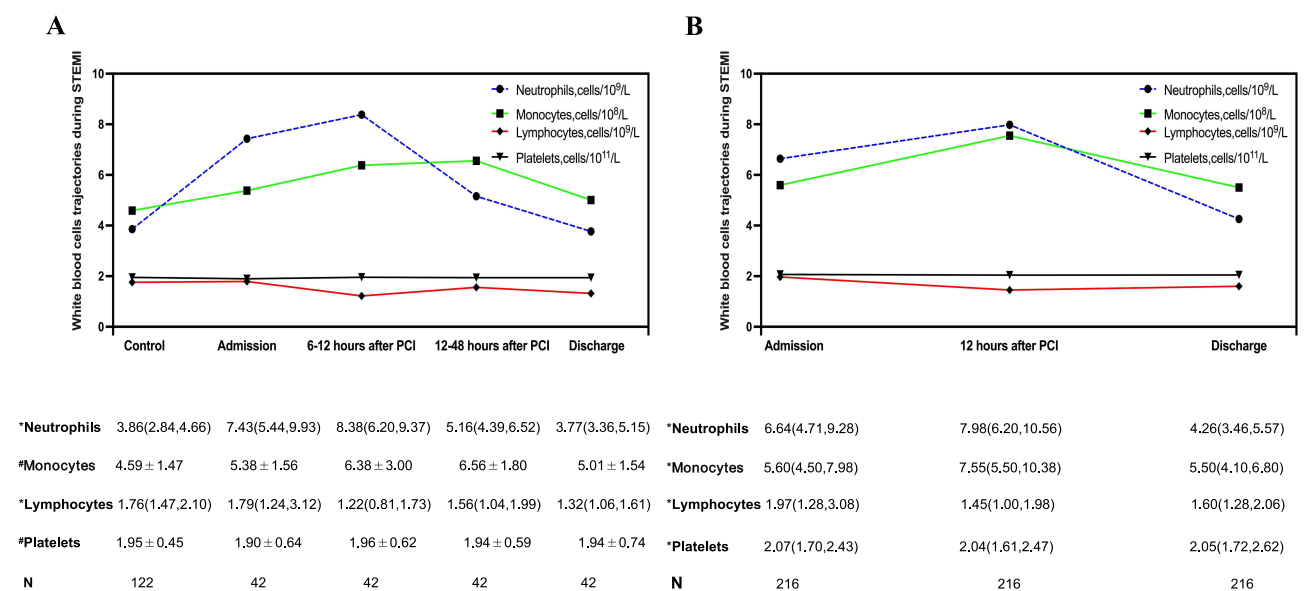 A
White blood cells trajectories during STEMI
10
8
6
4
2
0
Neutrophils,cells/10⁹/L
Monocytes,cells/10⁸/L
Lymphocytes,cells/10⁹/L
Platelets,cells/10¹¹/L
Control Admission 6-12 hours after PCI 12-48 hours after PCI Discharge
*Neutrophils 3.86(2.84,4.66) 7.43(5.44,9.93) 8.38(6.20,9.37) 5.16(4.39,6.52) 3.77(3.36,5.15)
#Monocytes 4.59 ± 1.47 5.38 ± 1.56 6.38 ± 3.00 6.56 ± 1.80 5.01 ± 1.54
*Lymphocytes 1.76(1.47,2.10) 1.79(1.24,3.12) 1.22(0.81,1.73) 1.56(1.04,1.99) 1.32(1.06,1.61)
#Platelets 1.95 ± 0.45 1.90 ± 0.64 1.96 ± 0.62 1.94 ± 0.59 1.94 ± 0.74
N 122 42 42 42 42
B
White blood cells trajectories during STEMI
10
8
6
4
2
0
Neutrophils,cells/10⁹/L
Monocytes,cells/10⁸/L
Lymphocytes,cells/10⁹/L
Platelets,cells/10¹¹/L
Admission 12 hours after PCI Discharge
*Neutrophils 6.64(4.71,9.28) 7.98(6.20,10.56) 4.26(3.46,5.57)
*Monocytes 5.60(4.50,7.98) 7.55(5.50,10.38) 5.50(4.10,6.80)
*Lymphocytes 1.97(1.28,3.08) 1.45(1.00,1.98) 1.60(1.28,2.06)
*Platelets 2.07(1.70,2.43) 2.04(1.61,2.47) 2.05(1.72,2.62)
N 216 216 216